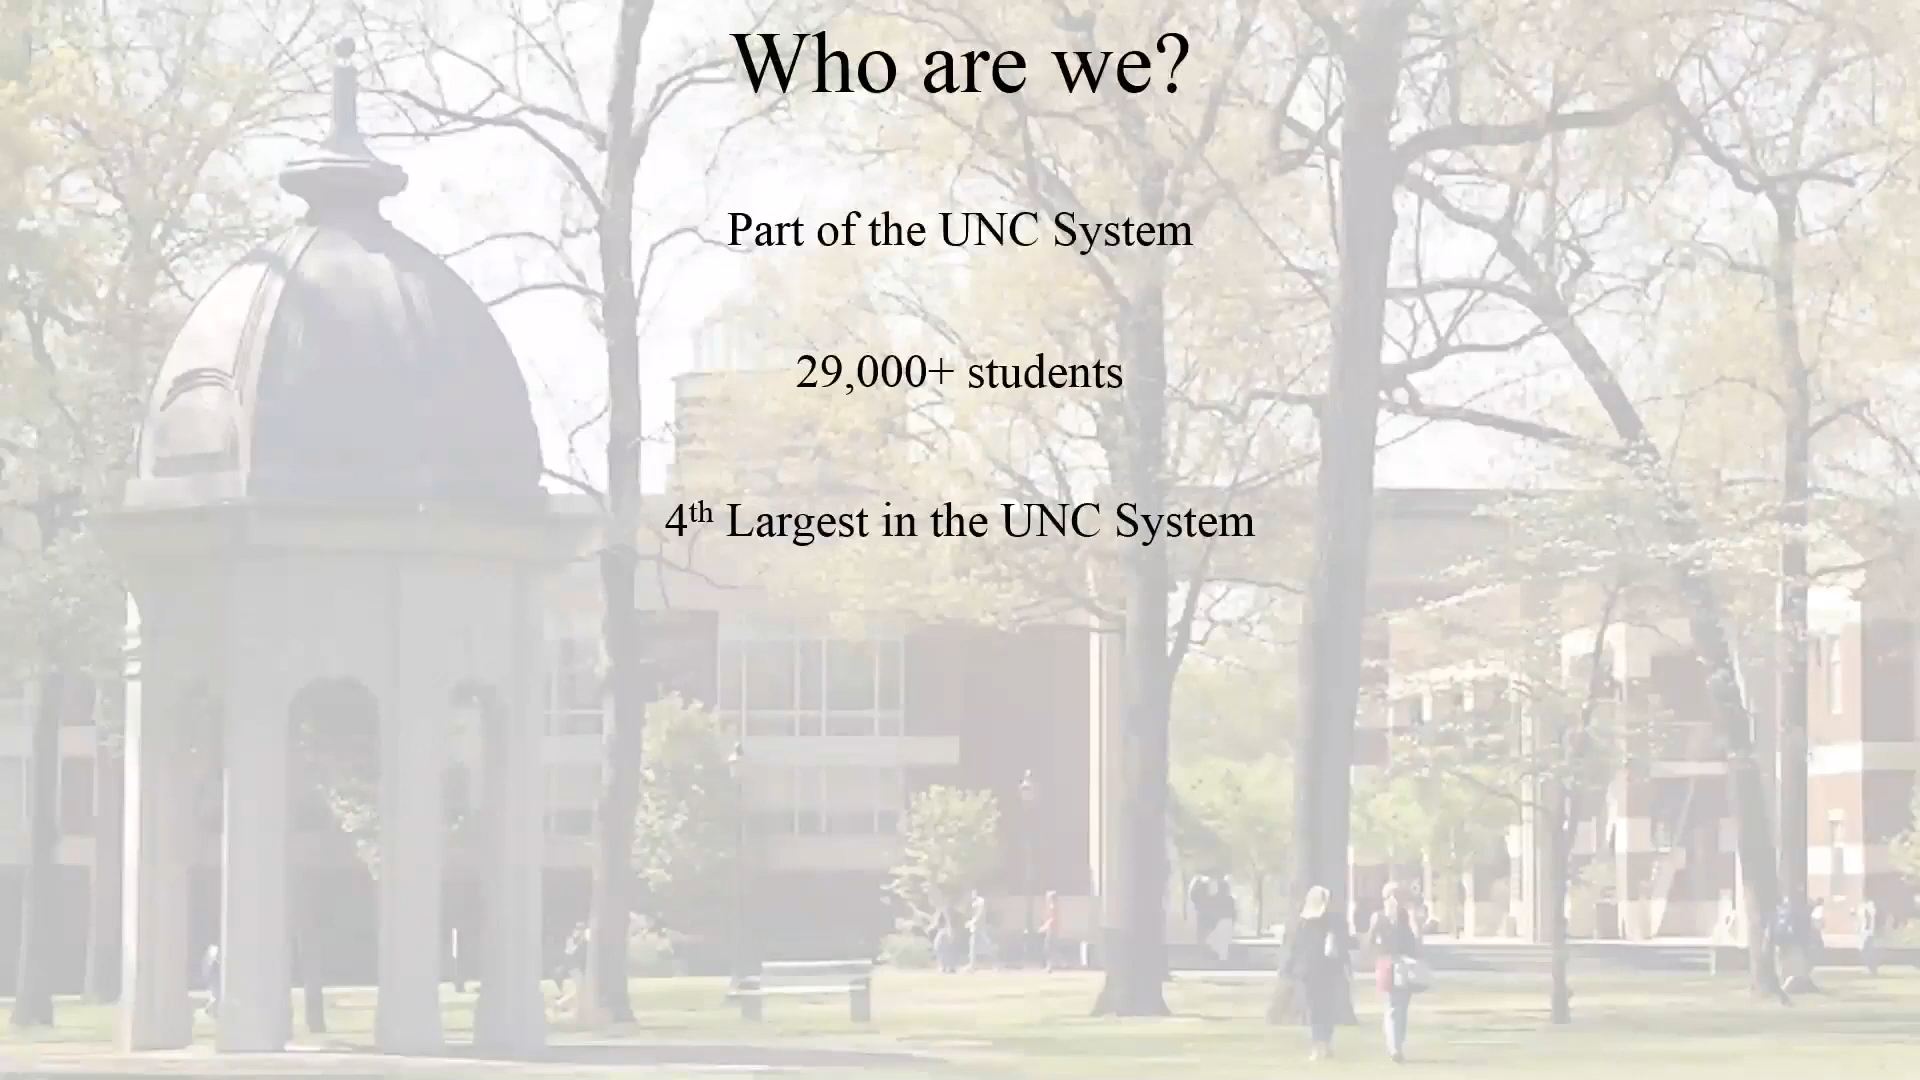 Who are we?
Part of the UNC System
29,000+ students
4th Largest in the UNC System